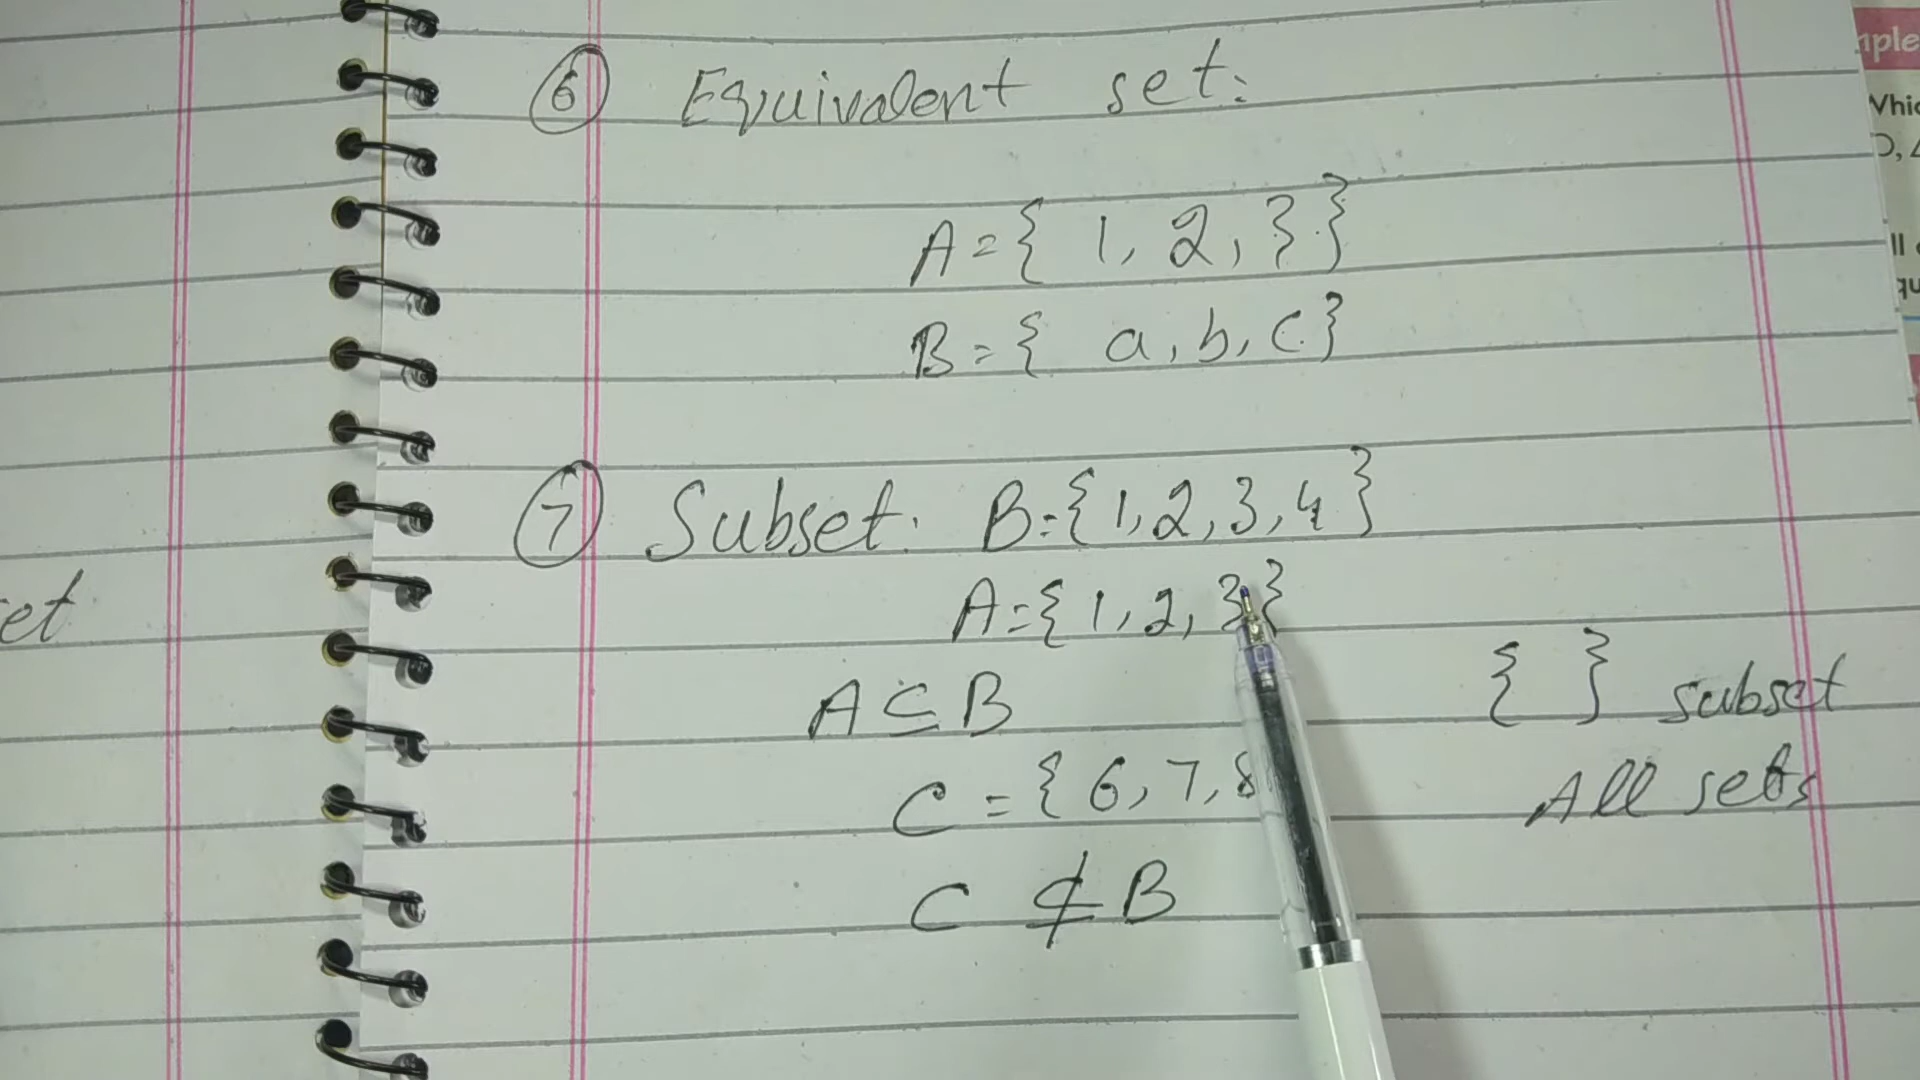 ⑥ Equivalent set:
A = { 1, 2, 3 }
B = { a, b, c }
⑦ Subset: B = {1, 2, 3, 4}
A = {1, 2, 3}
A ⊆ B
C = { 6, 7, 8
C ⊈ B
{ } subset
All sets
et